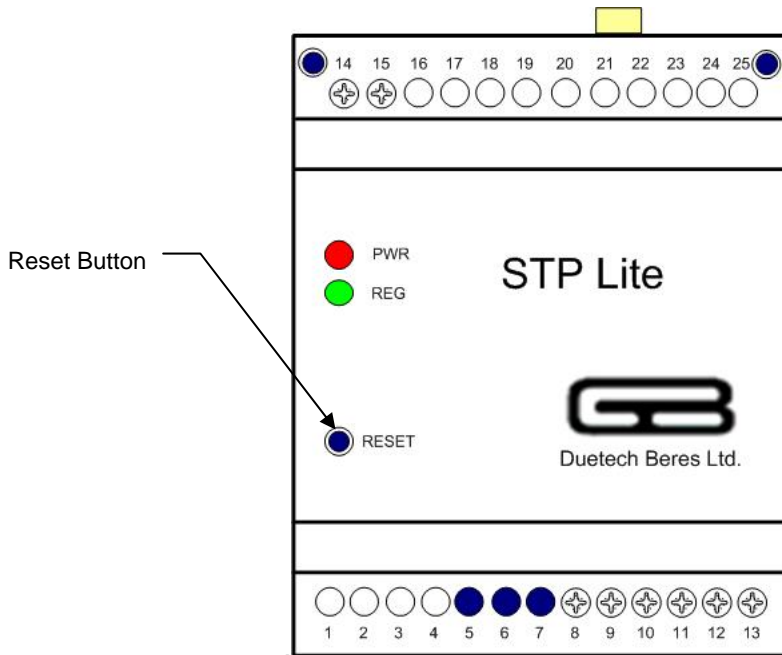 14 15 16 17 18 19 20 21 22 23 24 25
PWR
Reset Button
STP Lite
REG
RESET
Duetech Beres Ltd.
1 2 3 4 5 6 7 8 9 10 11 12 13